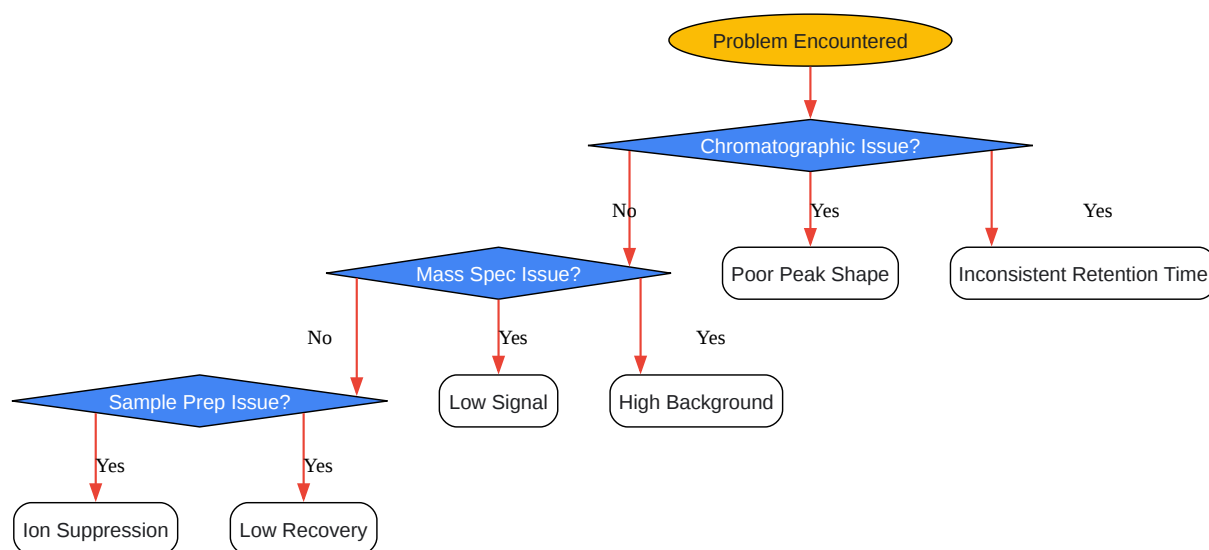 Problem Encountered
Chromatographic Issue?
No
Yes
Yes
Mass Spec Issue?
Poor Peak Shape
Inconsistent Retention Time
No
Yes
Yes
Sample Prep Issue?
Low Signal
High Background
Yes
Yes
Ion Suppression
Low Recovery